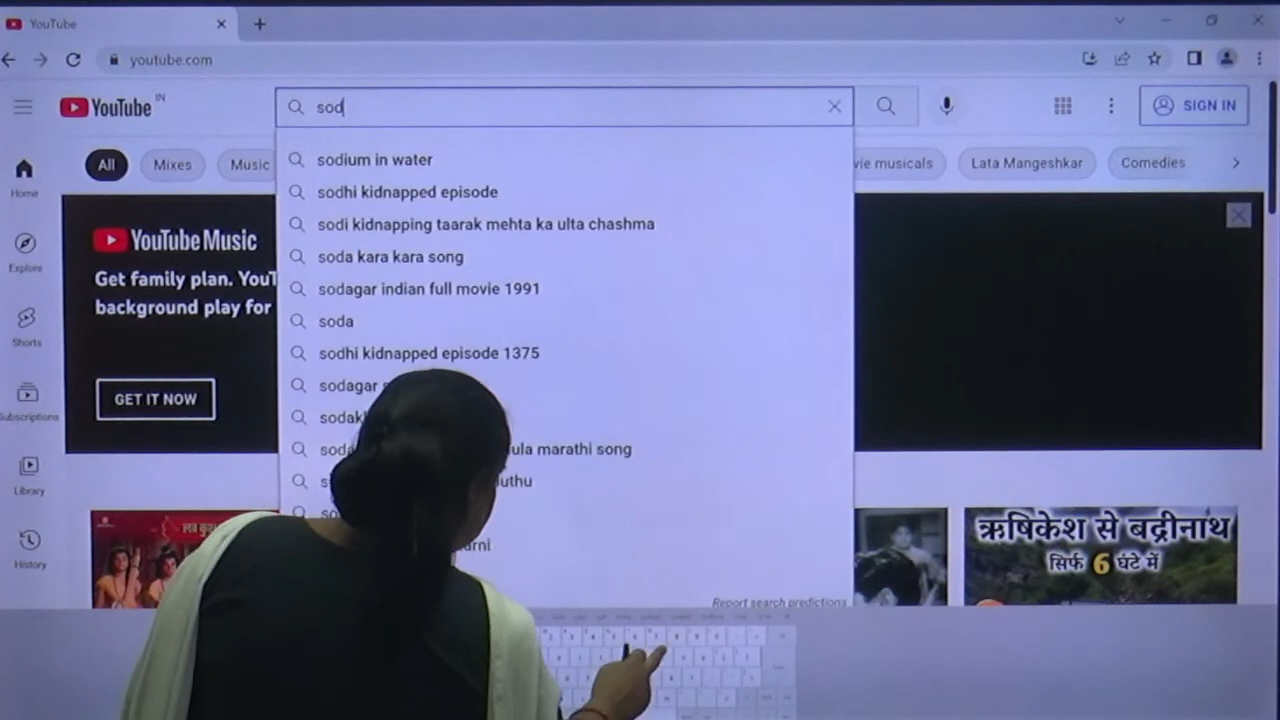 YouTube
youtube.com
YouTube IN
sod
SIGN IN
All
Mixes
Music
vie musicals
Lata Mangeshkar
Comedies
Home
Explore
Shorts
Subscriptions
Library
History
YouTube Music
Get family plan. YouT
background play for
GET IT NOW
sodium in water
sodhi kidnapped episode
sodi kidnapping taarak mehta ka ulta chashma
soda kara kara song
sodagar indian full movie 1991
soda
sodhi kidnapped episode 1375
sodagar
marathi song
Report search predictions
ऋषिकेश से बद्रीनाथ
सिर्फ 6 घंटे में